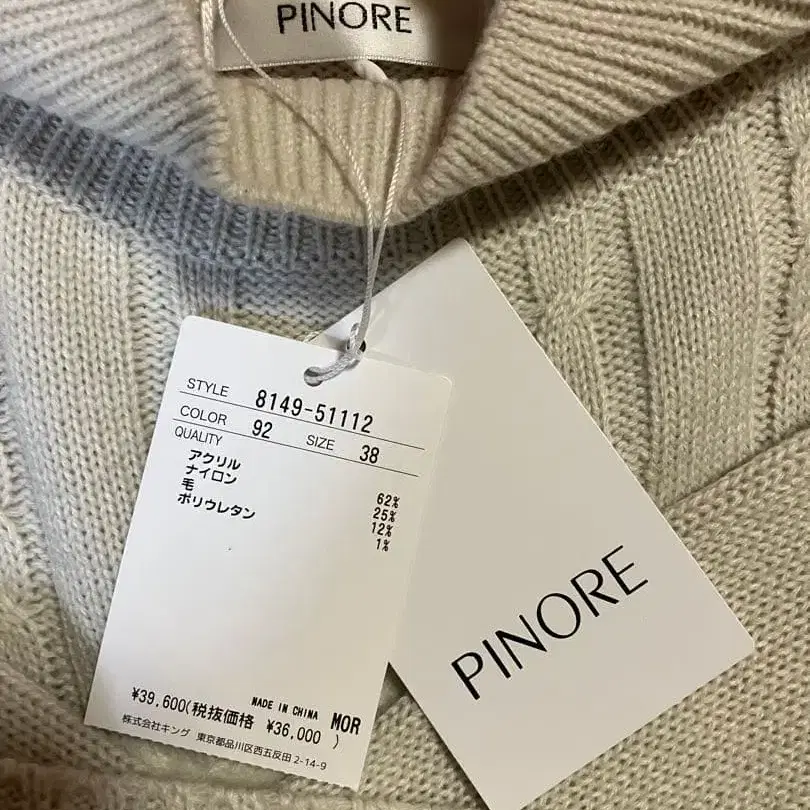 PINORE
STYLE 8149-51112
COLOR 92 SIZE 38
QUALITY
アクリル 62%
ナイロン 25%
毛 12%
ポリウレタン 1%
MADE IN CHINA MOR
¥39,600(税抜価格 ¥36,000 )
株式会社キング 東京都品川区西五反田2-14-9
PINORE